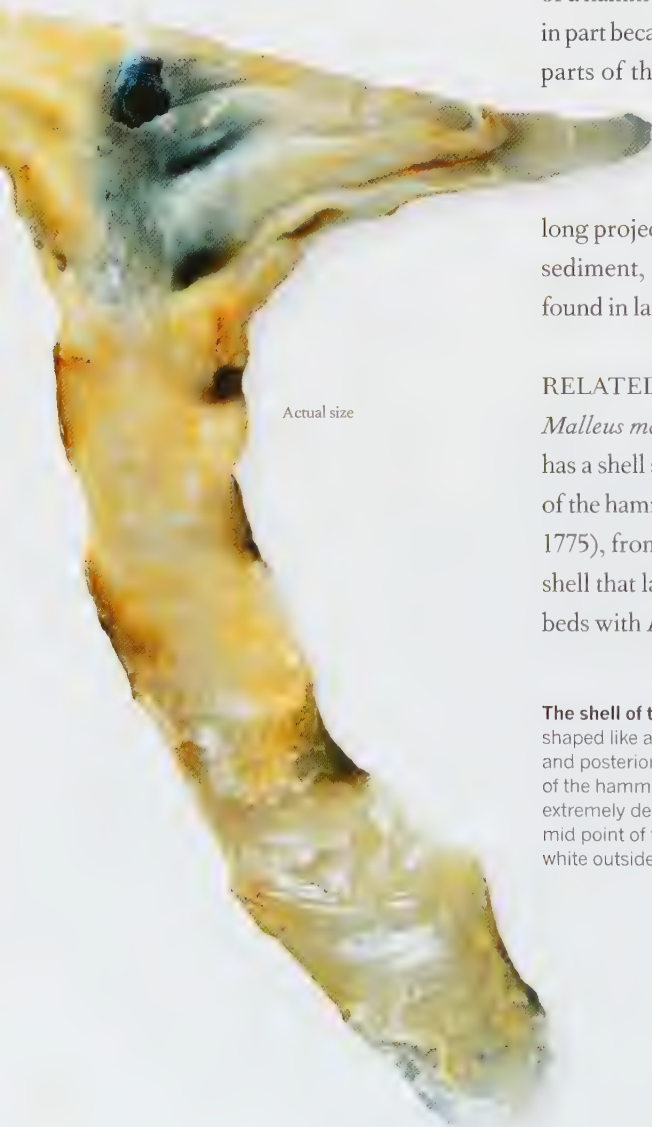 in part beca
parts of th
long projec
sediment,
found in la
Actual size
RELATED
Malleus ma
has a shell s
of the hamm
1775), from
shell that la
beds with
The shell of t
shaped like a
and posterior
of the hamm
extremely de
mid point of
white outside